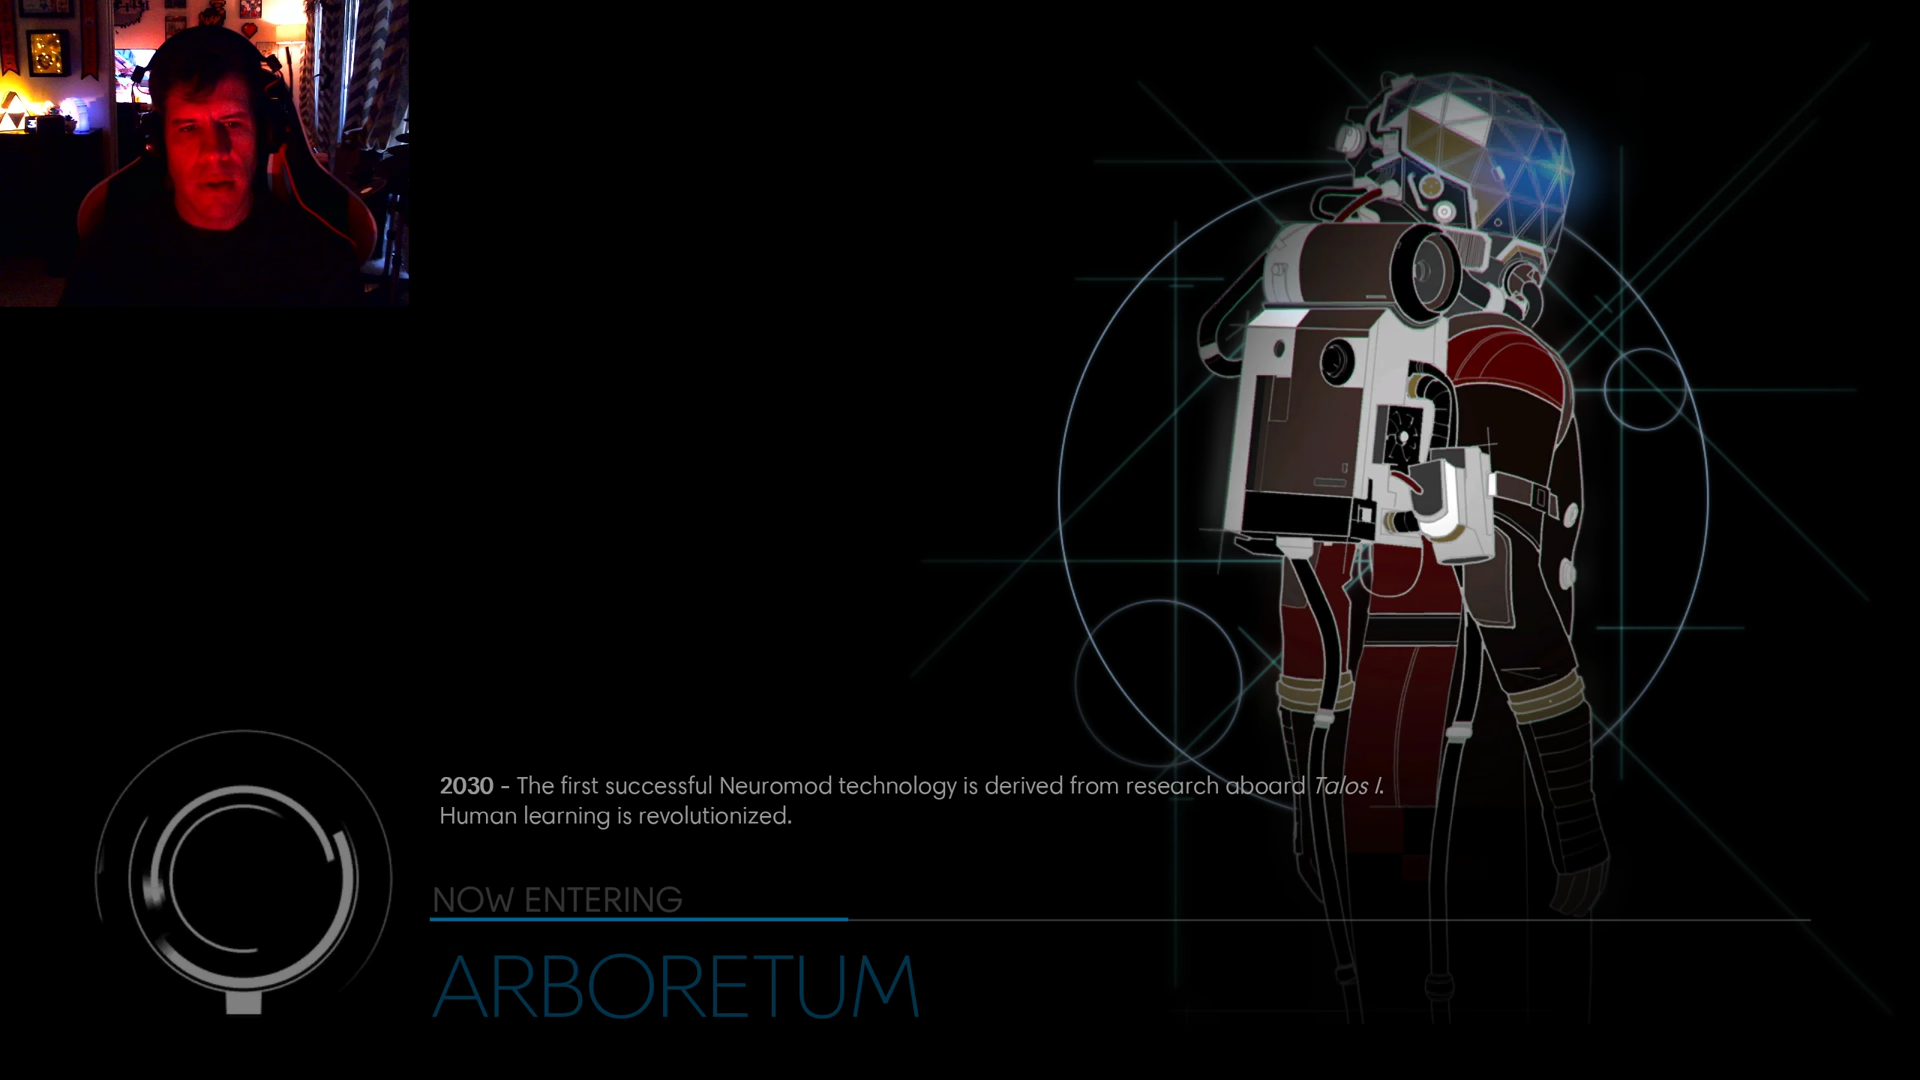 2030 - The first successful Neuromod technology is derived from research aboard Talos I.
Human learning is revolutionized.
NOW ENTERING
ARBORETUM